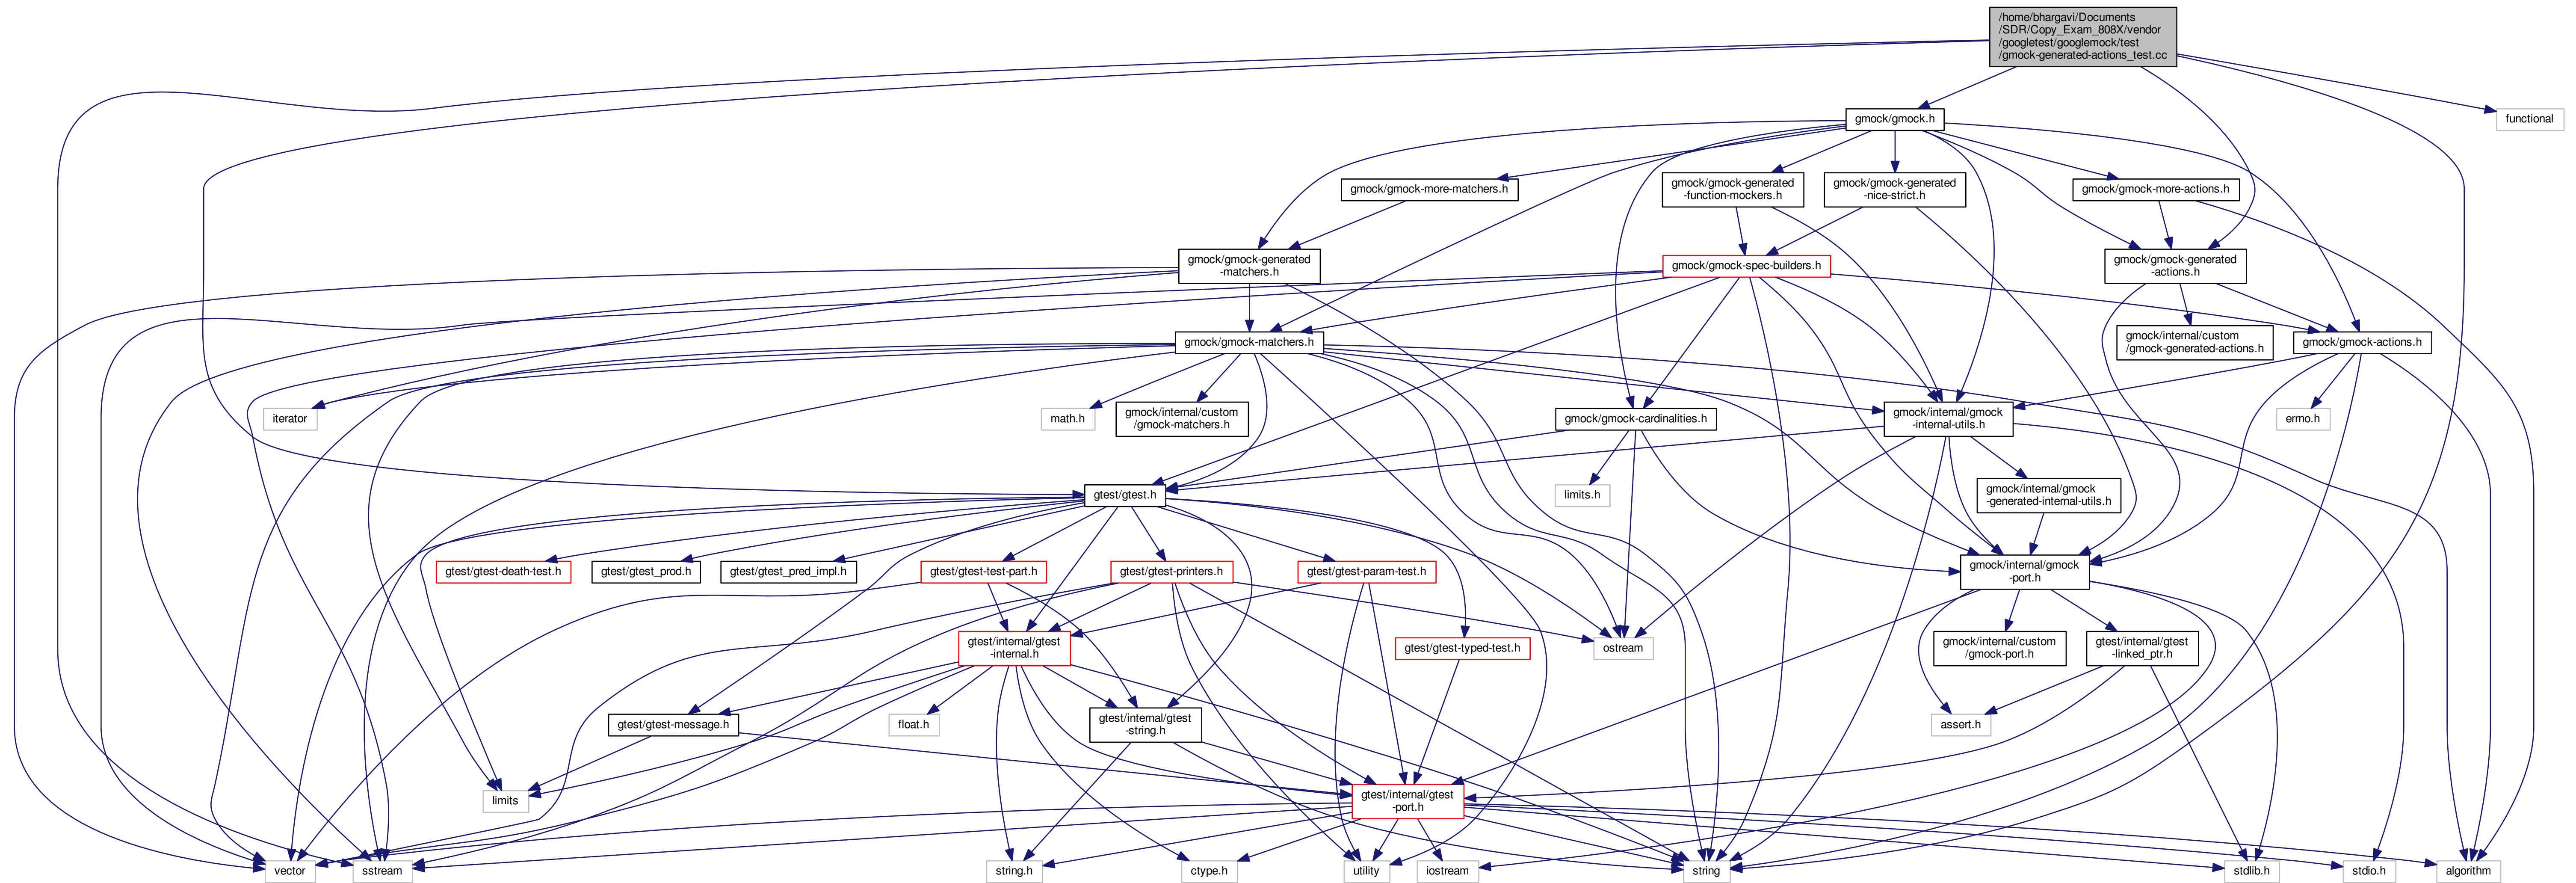 /home/bhargavi/Documents
/SDR/Copy_Exam_808X/vendor
/googletest/googlemock/test
/gmock-generated-actions_test.cc
gmock/gmock.h
functional
gmock/gmock-more-matchers.h
gmock/gmock-generated
-function-mockers.h
gmock/gmock-generated
-nice-strict.h
gmock/gmock-more-actions.h
gmock/gmock-generated
-matchers.h
gmock/gmock-spec-builders.h
gmock/gmock-generated
-actions.h
gmock/gmock-matchers.h
gmock/internal/custom
/gmock-generated-actions.h
gmock/gmock-actions.h
iterator
math.h
gmock/internal/custom
/gmock-matchers.h
gmock/gmock-cardinalities.h
gmock/internal/gmock
-internal-utils.h
errno.h
gtest/gtest.h
limits.h
gmock/internal/gmock
-generated-internal-utils.h
gtest/gtest-death-test.h
gtest/gtest_prod.h
gtest/gtest_pred_impl.h
gtest/gtest-test-part.h
gtest/gtest-printers.h
gtest/gtest-param-test.h
gmock/internal/gmock
-port.h
gtest/internal/gtest
-internal.h
gtest/gtest-typed-test.h
ostream
gmock/internal/custom
/gmock-port.h
gtest/internal/gtest
-linked_ptr.h
gtest/gtest-message.h
float.h
gtest/internal/gtest
-string.h
assert.h
limits
gtest/internal/gtest
-port.h
vector
sstream
string.h
ctype.h
utility
iostream
string
stdlib.h
stdio.h
algorithm